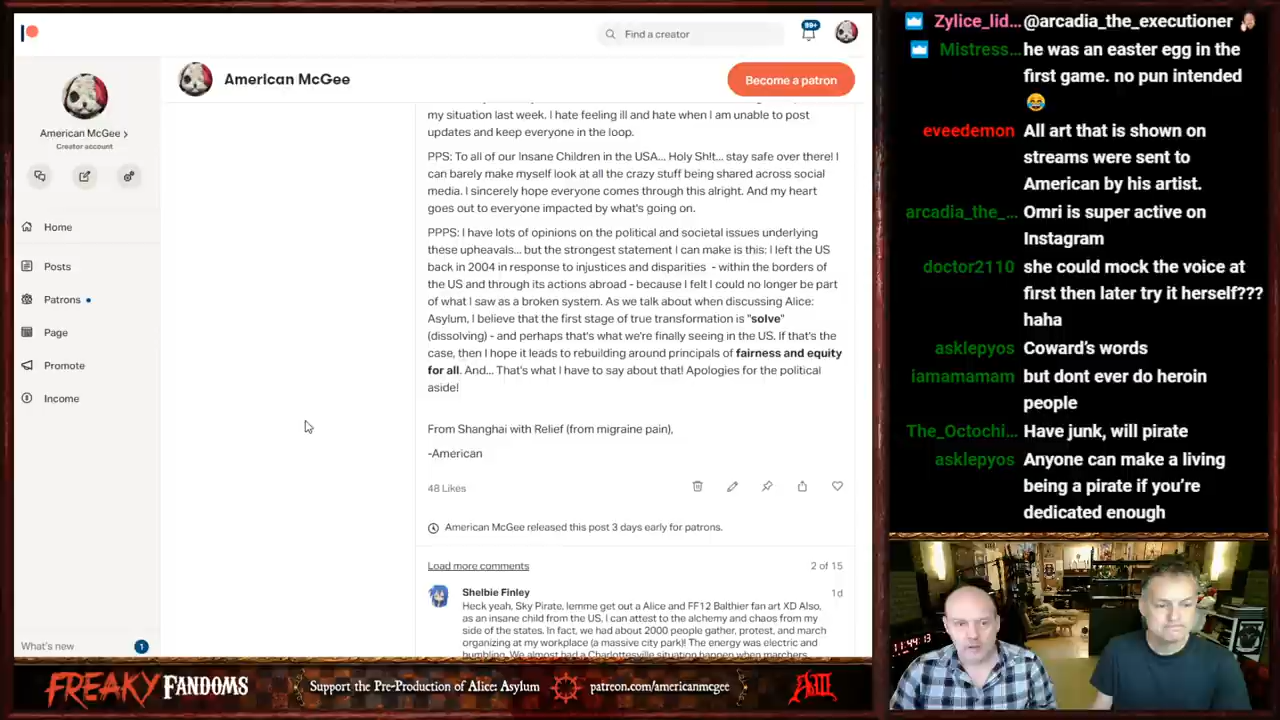 Find a creator
99+
American McGee
Become a patron
American McGee
Creator account
Home
Posts
Patrons
Page
Promote
Income
What's new
1
my situation last week. I hate feeling ill and hate when I am unable to post
updates and keep everyone in the loop.
PPS: To all of our Insane Children in the USA... Holy Sh!t... stay safe over there! I
can barely make myself look at all the crazy stuff being shared across social
media. I sincerely hope everyone comes through this alright. And my heart
goes out to everyone impacted by what's going on.
PPPS: I have lots of opinions on the political and societal issues underlying
these upheavals... but the strongest statement I can make is this: I left the US
back in 2004 in response to injustices and disparities - within the borders of
the US and through its actions abroad - because I felt I could no longer be part
of what I saw as a broken system. As we talk about when discussing Alice:
Asylum, I believe that the first stage of true transformation is "solve"
(dissolving) - and perhaps that's what we're finally seeing in the US. If that's the
case, then I hope it leads to rebuilding around principals of fairness and equity
for all. And... That's what I have to say about that! Apologies for the political
aside!
From Shanghai with Relief (from migraine pain),
-American
48 Likes
American McGee released this post 3 days early for patrons.
Load more comments
2 of 15
Shelbie Finley
1d
Heck yeah, Sky Pirate, lemme get out a Alice and FF12 Balthier fan art XD Also,
as an insane child from the US, I can attest to the alchemy and chaos from my
side of the states. In fact, we had about 2000 people gather, protest, and march
organizing at my workplace (a massive city park)! The energy was electric and
humbling. We almost had a Charlottesville situation happen when marchers
Zylice_lid... @arcadia_the_executioner
Mistress... he was an easter egg in the
first game. no pun intended
eveedemon All art that is shown on
streams were sent to
American by his artist.
arcadia_the_... Omri is super active on
Instagram
doctor2110 she could mock the voice at
first then later try it herself???
haha
asklepyos Coward's words
iamamamam but dont ever do heroin
people
The_Octochi... Have junk, will pirate
asklepyos Anyone can make a living
being a pirate if you're
dedicated enough
11:44:13
FREAKY FANDOMS
Support the Pre-Production of Alice: Asylum
patreon.com/americanmcgee